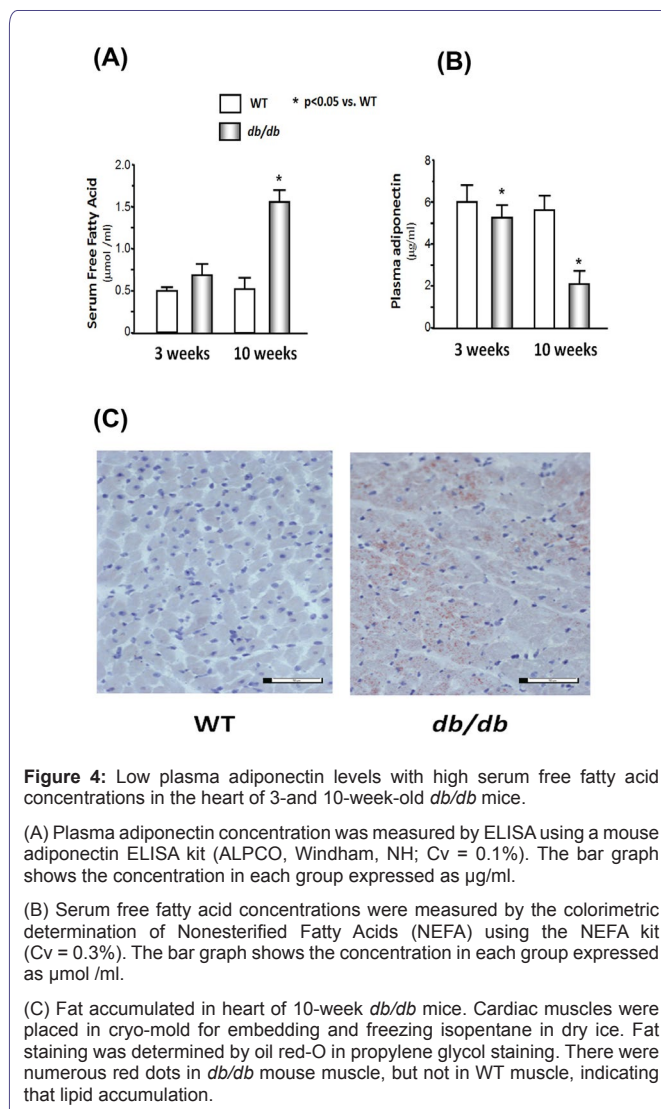 (A)
(B)
WT * p<0.05 vs. WT
db/db
Serum Free Fatty Acid
(μmol /ml)
2.0
1.5
1.0
0.5
0
*
3 weeks 10 weeks
Plasma adiponectin
(μg/ml)
8
6
4
2
0
*
*
3 weeks 10 weeks
(C)
WT
db/db
Figure 4: Low plasma adiponectin levels with high serum free fatty acid
concentrations in the heart of 3-and 10-week-old db/db mice.
(A) Plasma adiponectin concentration was measured by ELISA using a mouse
adiponectin ELISA kit (ALPCO, Windham, NH; Cv = 0.1%). The bar graph
shows the concentration in each group expressed as μg/ml.
(B) Serum free fatty acid concentrations were measured by the colorimetric
determination of Nonesterified Fatty Acids (NEFA) using the NEFA kit
(Cv = 0.3%). The bar graph shows the concentration in each group expressed
as μmol /ml.
(C) Fat accumulated in heart of 10-week db/db mice. Cardiac muscles were
placed in cryo-mold for embedding and freezing isopentane in dry ice. Fat
staining was determined by oil red-O in propylene glycol staining. There were
numerous red dots in db/db mouse muscle, but not in WT muscle, indicating
that lipid accumulation.